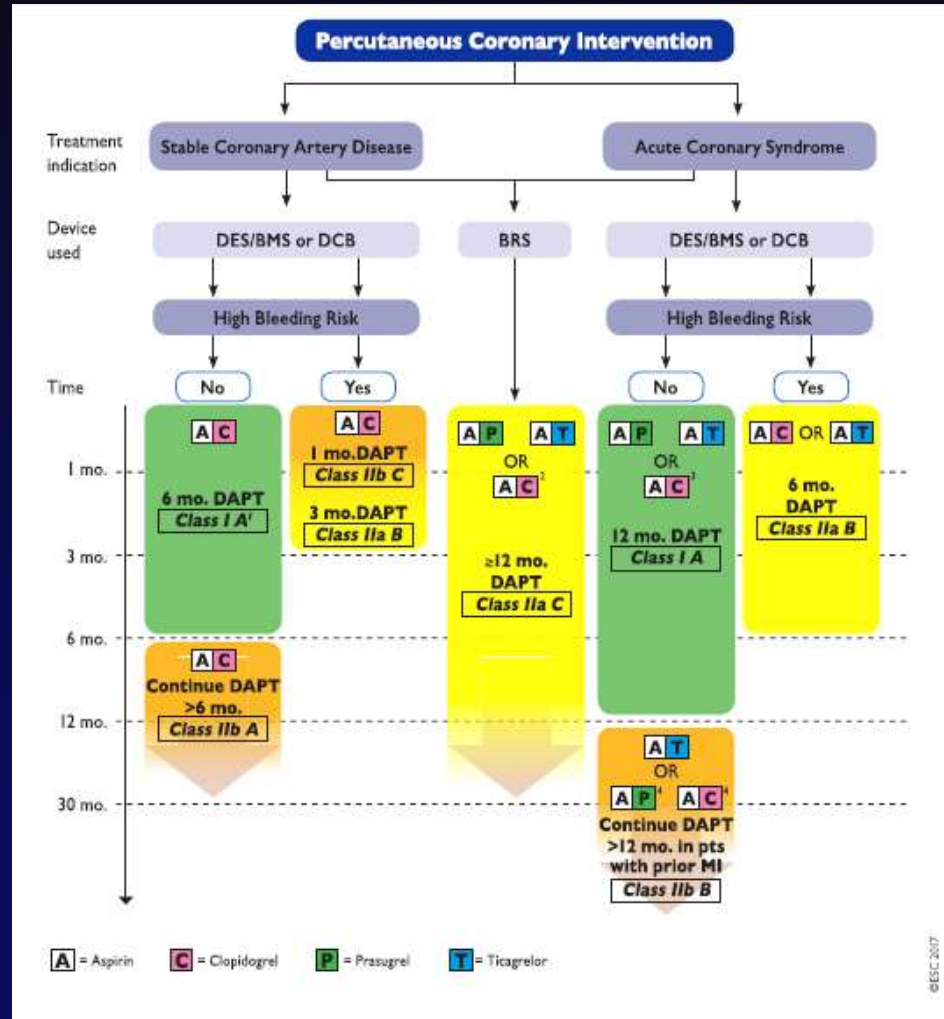 Percutaneous Coronary Intervention
Treatment
indication
Stable Coronary Artery Disease
Acute Coronary Syndrome
Device
used
DES/BMS or DCB
BRS
DES/BMS or DCB
High Bleeding Risk
High Bleeding Risk
Time
No
Yes
No
Yes
A C
6 mo. DAPT
Class I A¹
A C
Continue DAPT
>6 mo.
Class IIb A
A C
1 mo.DAPT
Class IIb C
3 mo.DAPT
Class IIa B
A P A T
OR
A C²
≥12 mo.
DAPT
Class IIa C
A P A T
OR
A C³
12 mo. DAPT
Class I A
A T
OR
A P⁴ A C⁴
Continue DAPT
>12 mo. in pts
with prior MI
Class IIb B
A C OR A T
6 mo.
DAPT
Class IIa B
1 mo.
3 mo.
6 mo.
12 mo.
30 mo.
A = Aspirin C = Clopidogrel P = Prasugrel T = Ticagrelor
©ESC 2017